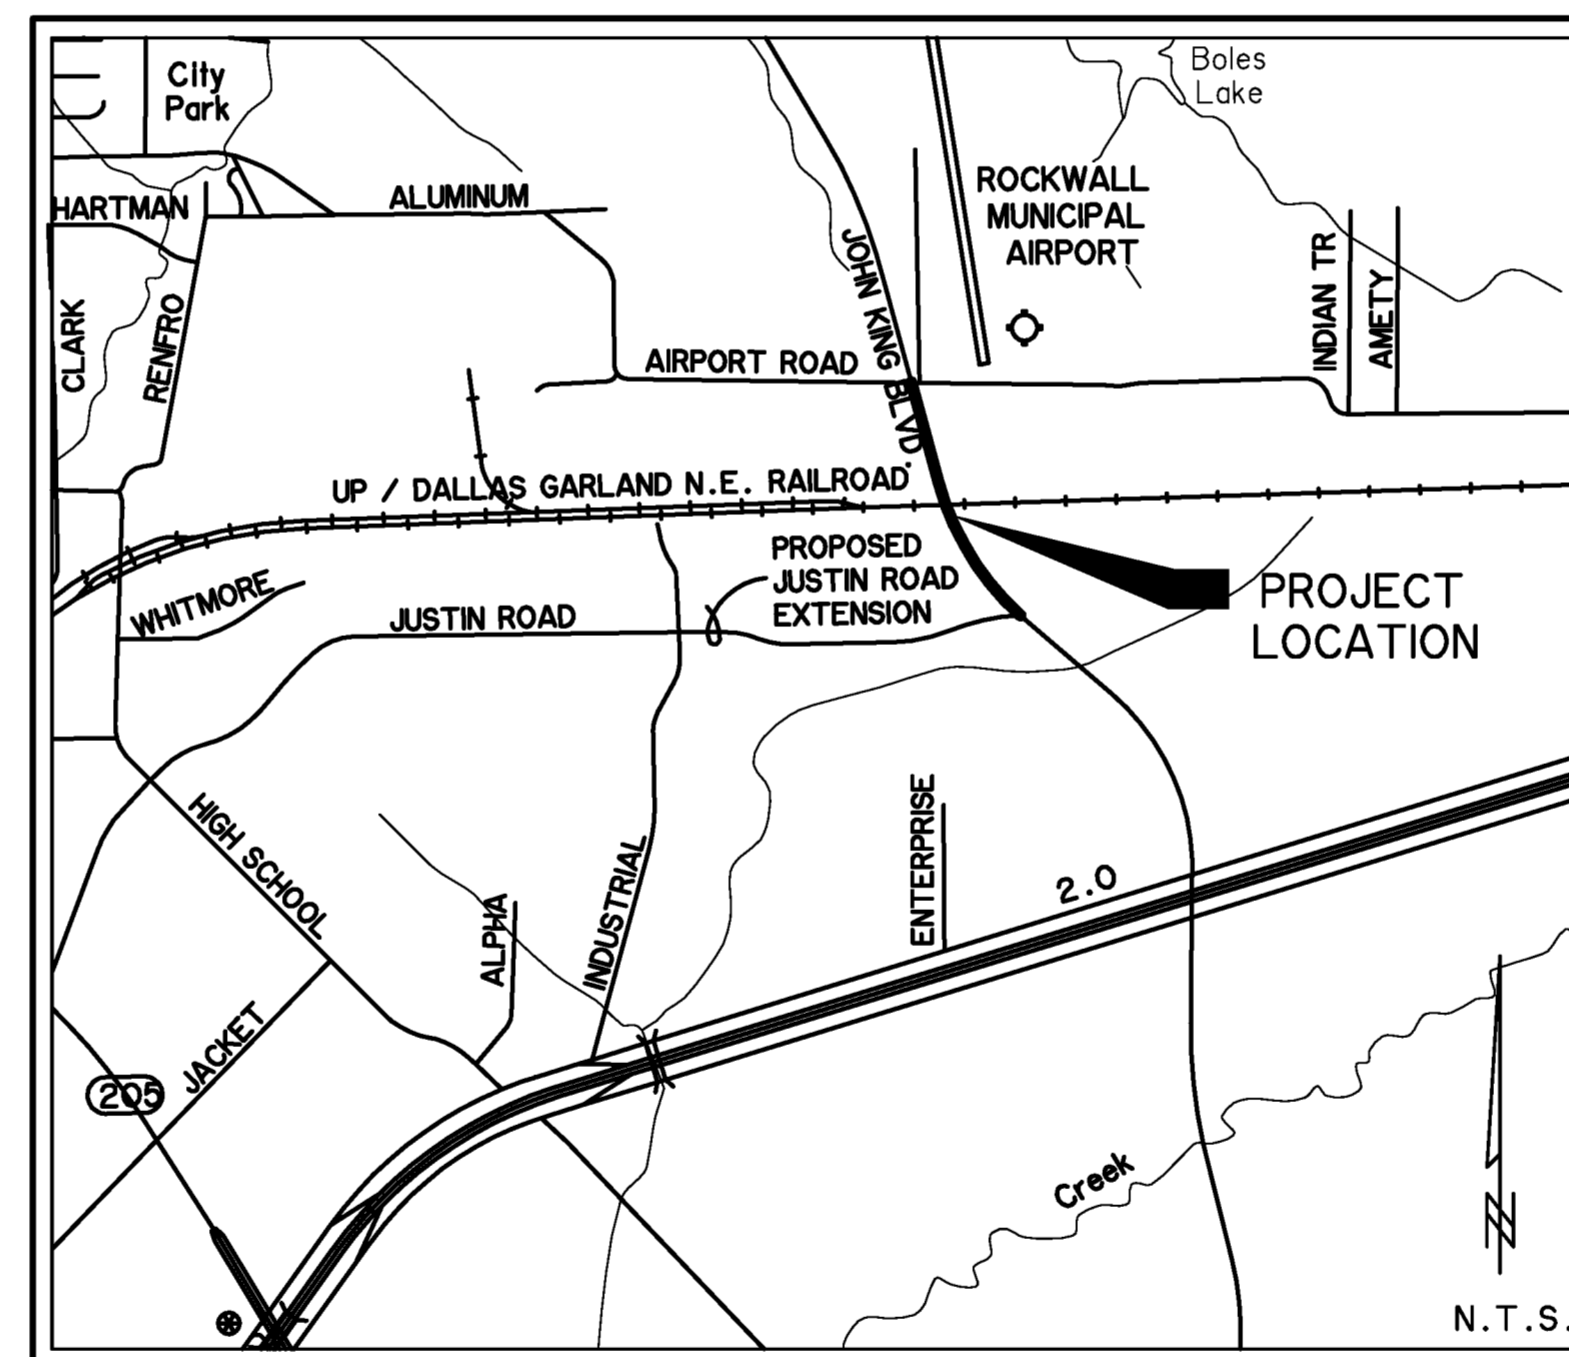 City
Park
Boles
Lake
HARTMAN
ALUMINUM
ROCKWALL
MUNICIPAL
AIRPORT
JOHN KING BLVD.
INDIAN TR
AMETY
CLARK
RENFRO
AIRPORT ROAD
UP / DALLAS GARLAND N.E. RAILROAD
WHITMORE
JUSTIN ROAD
PROPOSED
JUSTIN ROAD
EXTENSION
PROJECT
LOCATION
HIGH SCHOOL
ALPHA
INDUSTRIAL
ENTERPRISE
2.0
JACKET
205
Creek
N
N.T.S.